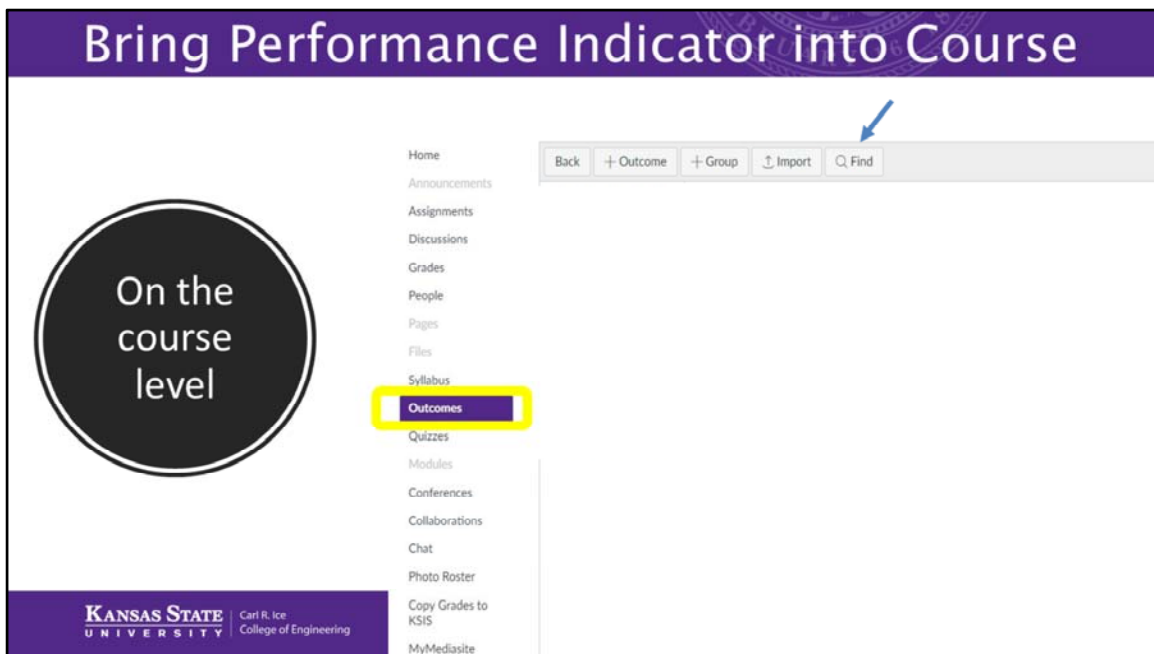 Bring Performance Indicator into Course
On the
course
level
Home
Announcements
Assignments
Discussions
Grades
People
Pages
Files
Syllabus
Outcomes
Quizzes
Modules
Conferences
Collaborations
Chat
Photo Roster
Copy Grades to
KSIS
MyMediasite
Back + Outcome + Group Import Find
KANSAS STATE
UNIVERSITY
Carl R. Ice
College of Engineering